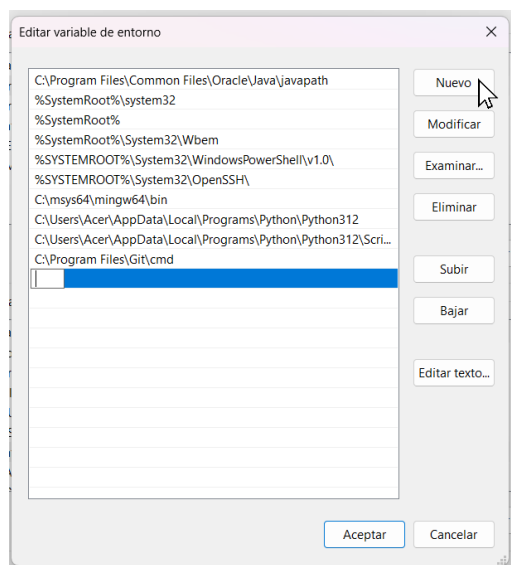 Editar variable de entorno
C:\Program Files\Common Files\Oracle\Java\javapath
%SystemRoot%\system32
%SystemRoot%
%SystemRoot%\System32\Wbem
%SYSTEMROOT%\System32\WindowsPowerShell\v1.0\
%SYSTEMROOT%\System32\OpenSSH\
C:\msys64\mingw64\bin
C:\Users\Acer\AppData\Local\Programs\Python\Python312
C:\Users\Acer\AppData\Local\Programs\Python\Python312\Scri...
C:\Program Files\Git\cmd
Nuevo
Modificar
Examinar...
Eliminar
Subir
Bajar
Editar texto...
Aceptar
Cancelar